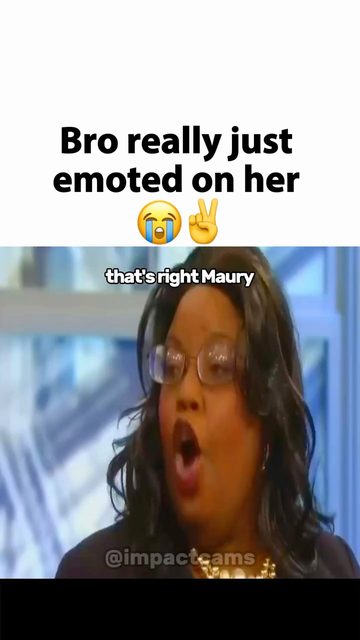 Bro really just
emoted on her
😭✌️
that's right Maury
@impactcams